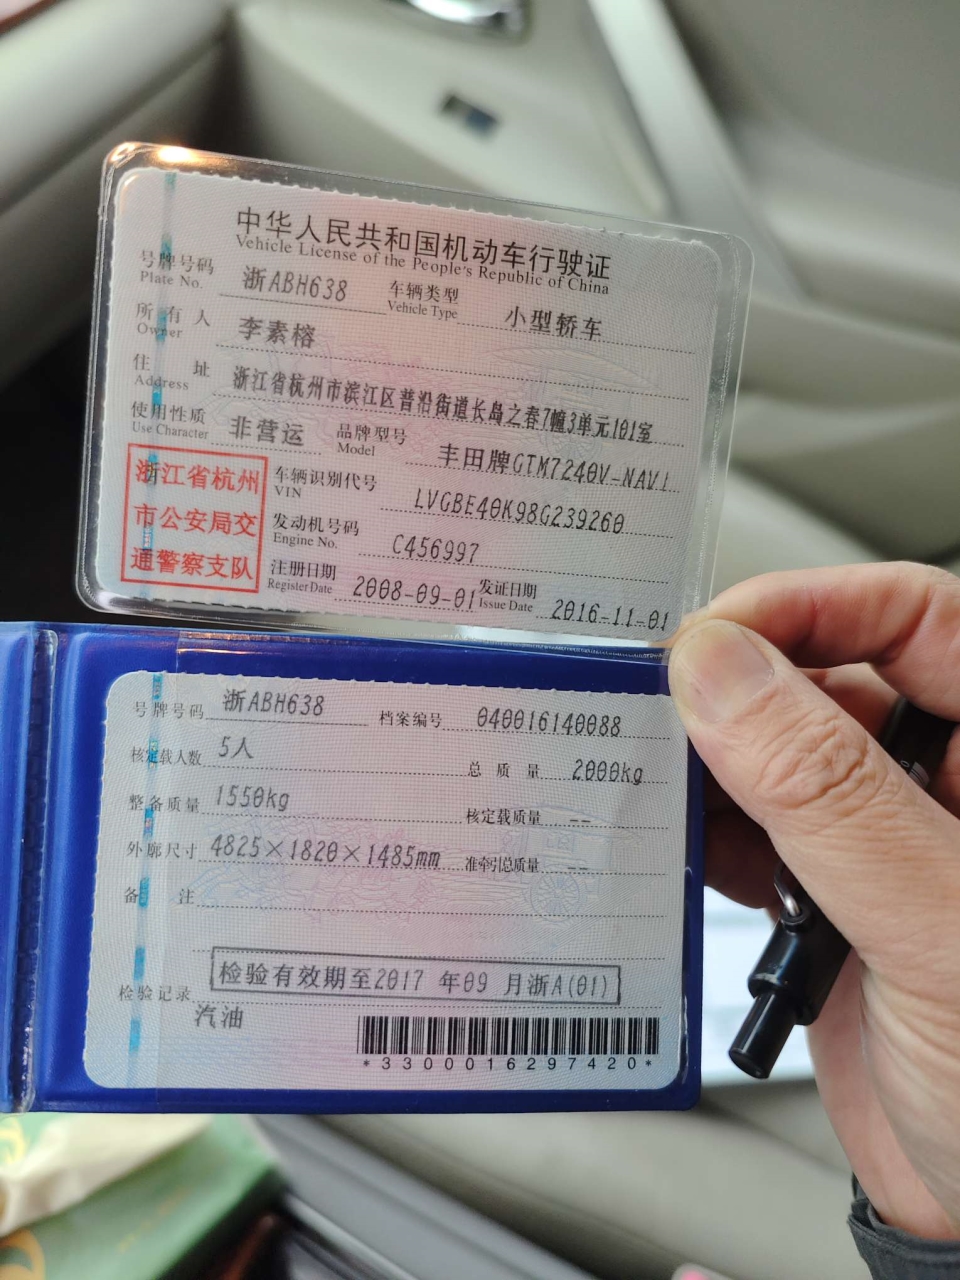 中华人民共和国机动车行驶证
Vehicle License of the People's Republic of China
号牌号码 浙ABH638 车辆类型 小型轿车
Plate No. Vehicle Type
所有人 李素榕
Owner
住址 浙江省杭州市滨江区普沿街道长岛之春7幢3单元101室
Address
使用性质 非营运 品牌型号 丰田牌GTM7240V-NAVI
Use Character Model
浙江省杭州
市公安局交
通警察支队
车辆识别代号 LVGBE40K98G239260
VIN
发动机号码 C456997
Engine No.
注册日期 2008-09-01 发证日期 2016-11-01
Register Date Issue Date
号牌号码 浙ABH638 档案编号 040016140088
核定载人数 5人 总质量 2000kg
整备质量 1550kg 核定载质量 --
外廓尺寸 4825×1820×1485mm 准牵引总质量 --
备注
检验记录 检验有效期至2017年09月浙A(01)
汽油
*3300016297420*